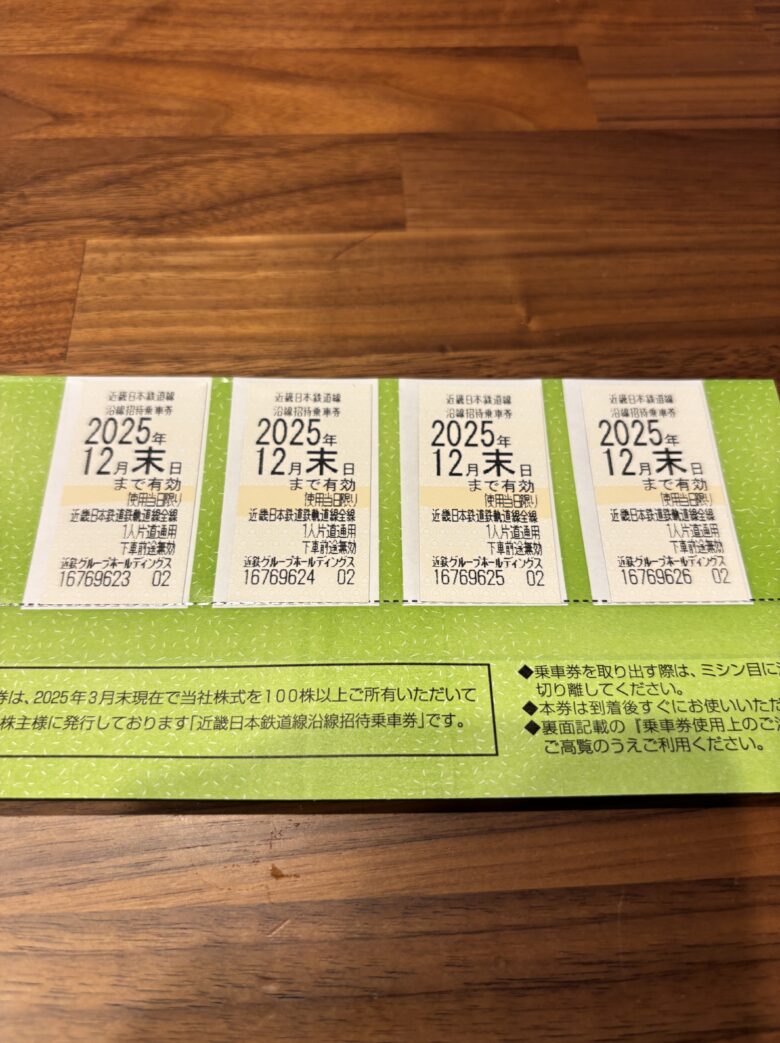 近畿日本鉄道線
沿線招待乗車券
2025年
12月末日
まで有効
使用当日限り
近畿日本鉄道鉄軌道線全線
1人片道通用
下車前途無効
近鉄グループホールディングス
16769623 02
近畿日本鉄道線
沿線招待乗車券
2025年
12月末日
まで有効
使用当日限り
近畿日本鉄道鉄軌道線全線
1人片道通用
下車前途無効
近鉄グループホールディングス
16769624 02
近畿日本鉄道線
沿線招待乗車券
2025年
12月末日
まで有効
使用当日限り
近畿日本鉄道鉄軌道線全線
1人片道通用
下車前途無効
近鉄グループホールディングス
16769625 02
近畿日本鉄道線
沿線招待乗車券
2025年
12月末日
まで有効
使用当日限り
近畿日本鉄道鉄軌道線全線
1人片道通用
下車前途無効
近鉄グループホールディングス
16769626 02
券は、2025年3月末現在で当社株式を100株以上ご所有いただいて
株主様に発行しております「近畿日本鉄道線沿線招待乗車券」です。
◆乗車券を取り出す際は、ミシン目に
切り離してください。
◆本券は到着後すぐにお使いいただ
◆裏面記載の『乗車券使用上のご
ご高覧のうえご利用ください。